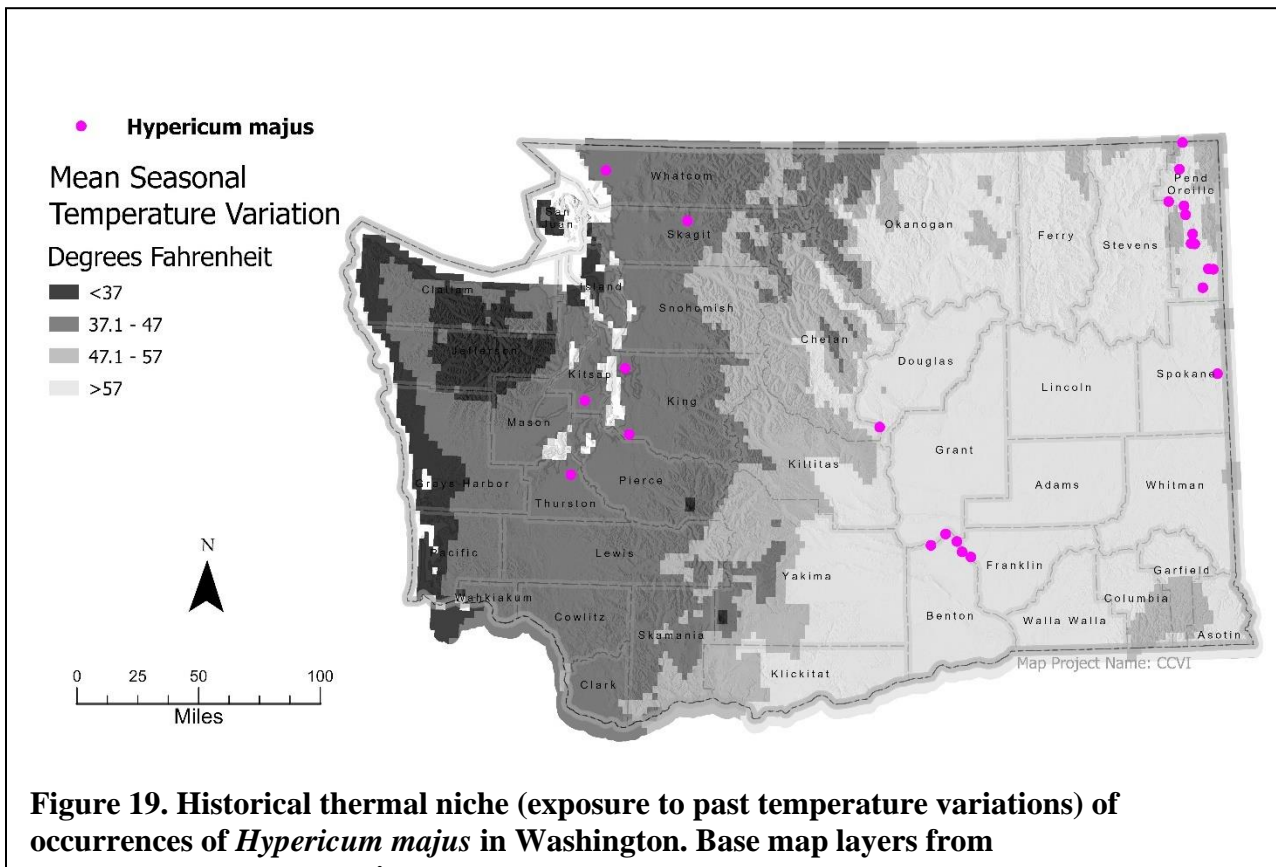 Hypericum majus
Mean Seasonal
Temperature Variation
Degrees Fahrenheit
<37
37.1 - 47
47.1 - 57
>57
N
0 25 50 100
Miles
Whatcom
San
Juan
Skagit
Island
Clallam
Snohomish
Jefferson
Kitsap
King
Mason
Grays Harbor
Thurston
Pierce
Pacific
Lewis
Wahkiakum
Cowlitz
Skamania
Clark
Okanogan
Ferry
Stevens
Pend
Oreille
Chelan
Douglas
Lincoln
Spokane
Kittitas
Grant
Adams
Whitman
Yakima
Franklin
Garfield
Benton
Columbia
Walla Walla
Asotin
Klickitat
Map Project Name: CCVI
Figure 19. Historical thermal niche (exposure to past temperature variations) of
occurrences of Hypericum majus in Washington. Base map layers from